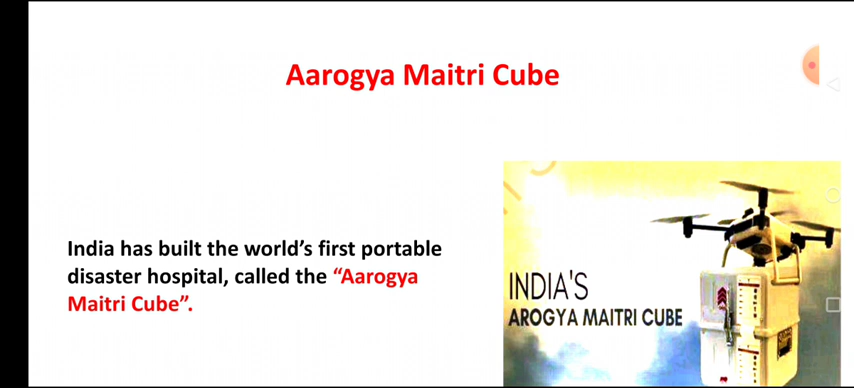 Aarogya Maitri Cube
India has built the world’s first portable
disaster hospital, called the “Aarogya
Maitri Cube”.
INDIA'S
AROGYA MAITRI CUBE